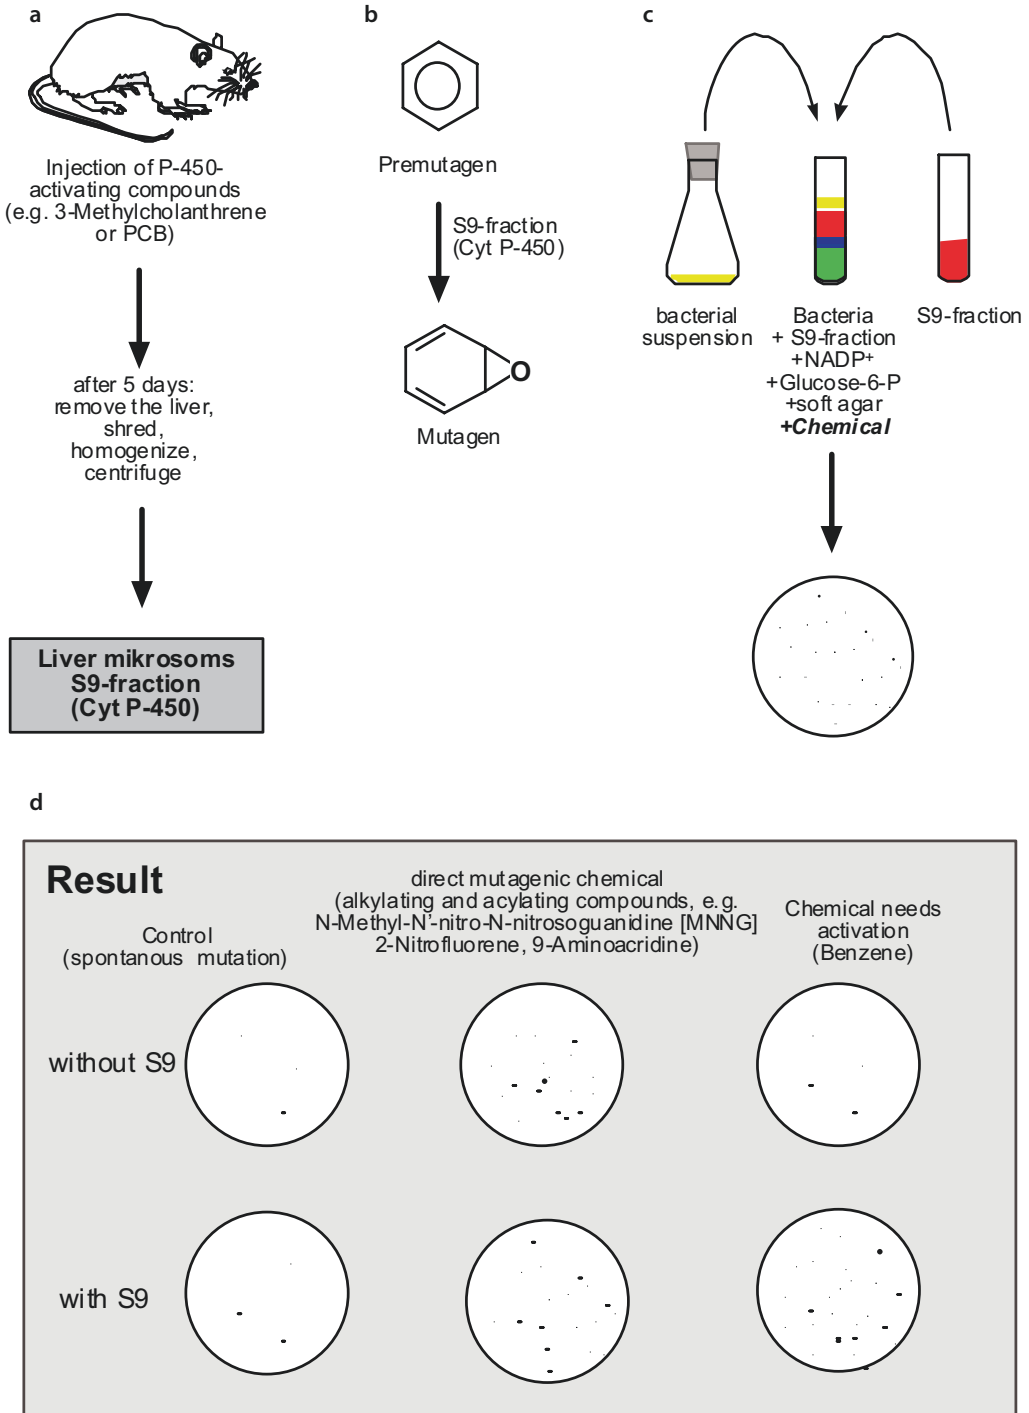 a
Injection of P-450-
activating compounds
(e.g. 3-Methylcholanthrene
or PCB)
after 5 days:
remove the liver,
shred,
homogenize,
centrifuge
Liver mikrosoms
S9-fraction
(Cyt P-450)
b
Premutagen
S9-fraction
(Cyt P-450)
O
Mutagen
c
bacterial
suspension
Bacteria
+ S9-fraction
+NADP⁺
+Glucose-6-P
+soft agar
+Chemical
S9-fraction
d
Result
Control
(spontanous mutation)
direct mutagenic chemical
(alkylating and acylating compounds, e.g.
N-Methyl-N'-nitro-N-nitrosoguanidine [MNNG]
2-Nitrofluorene, 9-Aminoacridine)
Chemical needs
activation
(Benzene)
without S9
with S9